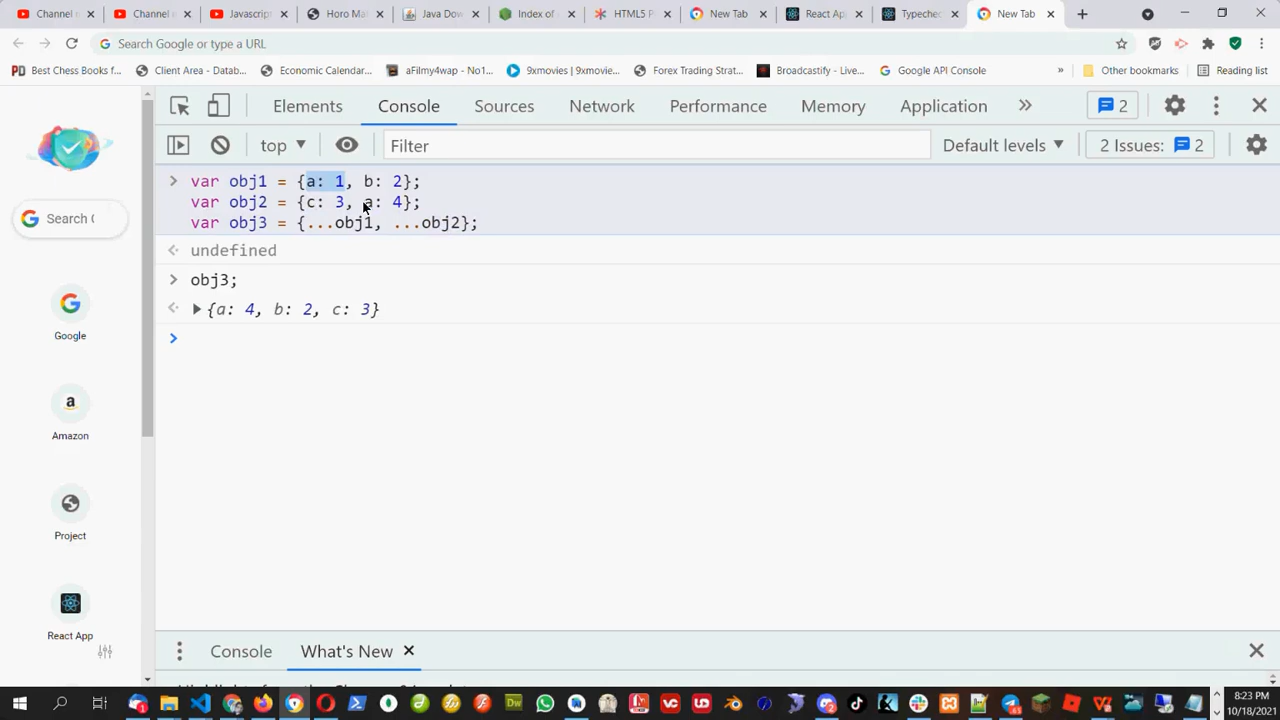 Channel c
Channel c
Javascrip
Horo Ma
Java Dow
Index o
HTML5
New Tab
React Ap
Typeche
New Tab
Search Google or type a URL
Best Chess Books f...
Client Area - Datab...
Economic Calendar...
aFilmy4wap - No1...
9xmovies | 9xmovie...
Forex Trading Strat...
Broadcastify - Live...
Google API Console
»
Other bookmarks
Reading list
Elements
Console
Sources
Network
Performance
Memory
Application
»
2
top
Filter
Default levels
2 Issues:
2
var obj1 = {a: 1, b: 2};
var obj2 = {c: 3, a: 4};
var obj3 = {...obj1, ...obj2};
undefined
obj3;
{a: 4, b: 2, c: 3}
Search (
Google
Amazon
Project
React App
Console
What's New
8:23 PM
10/18/2021